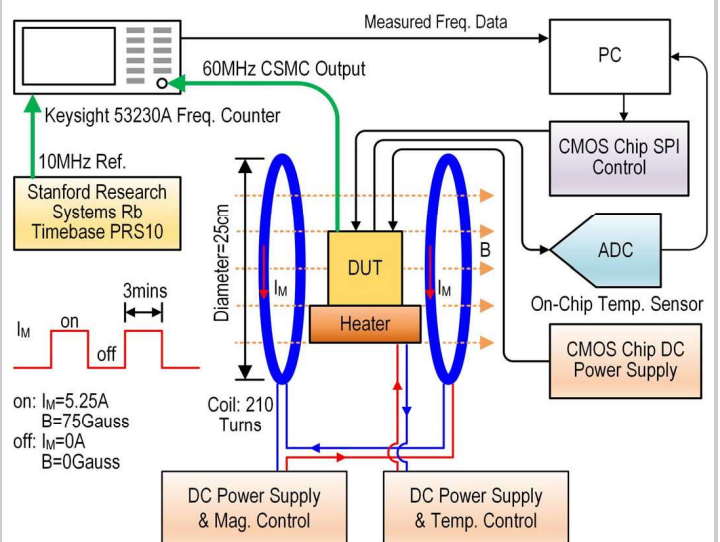 Measured Freq. Data
PC
60MHz CSMC Output
Keysight 53230A Freq. Counter
10MHz Ref.
Stanford Research
Systems Rb
Timebase PRS10
CMOS Chip SPI
Control
Diameter=25cm
B
DUT
ADC
IM
IM
On-Chip Temp. Sensor
3mins
Heater
IM
on
off
CMOS Chip DC
Power Supply
on: IM=5.25A
B=75Gauss
off: IM=0A
B=0Gauss
Coil: 210
Turns
DC Power Supply
& Mag. Control
DC Power Supply
& Temp. Control